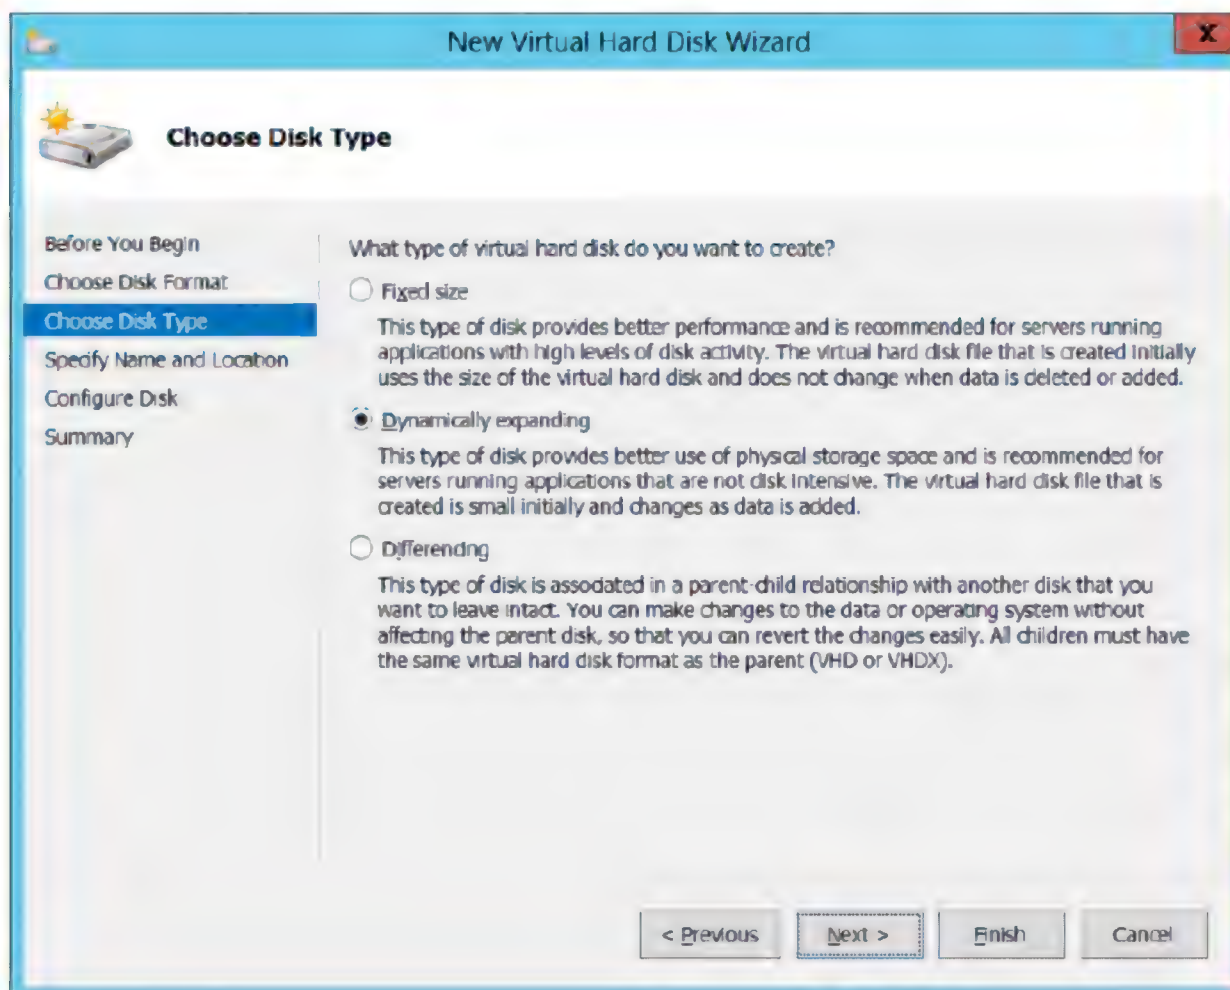 New Virtual Hard Disk Wizard
X
Choose Disk Type
Before You Begin
Choose Disk Format
Choose Disk Type
Specify Name and Location
Configure Disk
Summary
What type of virtual hard disk do you want to create?
Fixed size
This type of disk provides better performance and is recommended for servers running
applications with high levels of disk activity. The virtual hard disk file that is created initially
uses the size of the virtual hard disk and does not change when data is deleted or added.
Dynamically expanding
This type of disk provides better use of physical storage space and is recommended for
servers running applications that are not disk intensive. The virtual hard disk file that is
created is small initially and changes as data is added.
Differencing
This type of disk is associated in a parent-child relationship with another disk that you
want to leave intact. You can make changes to the data or operating system without
affecting the parent disk, so that you can revert the changes easily. All children must have
the same virtual hard disk format as the parent (VHD or VHDX).
< Previous
Next >
Finish
Cancel